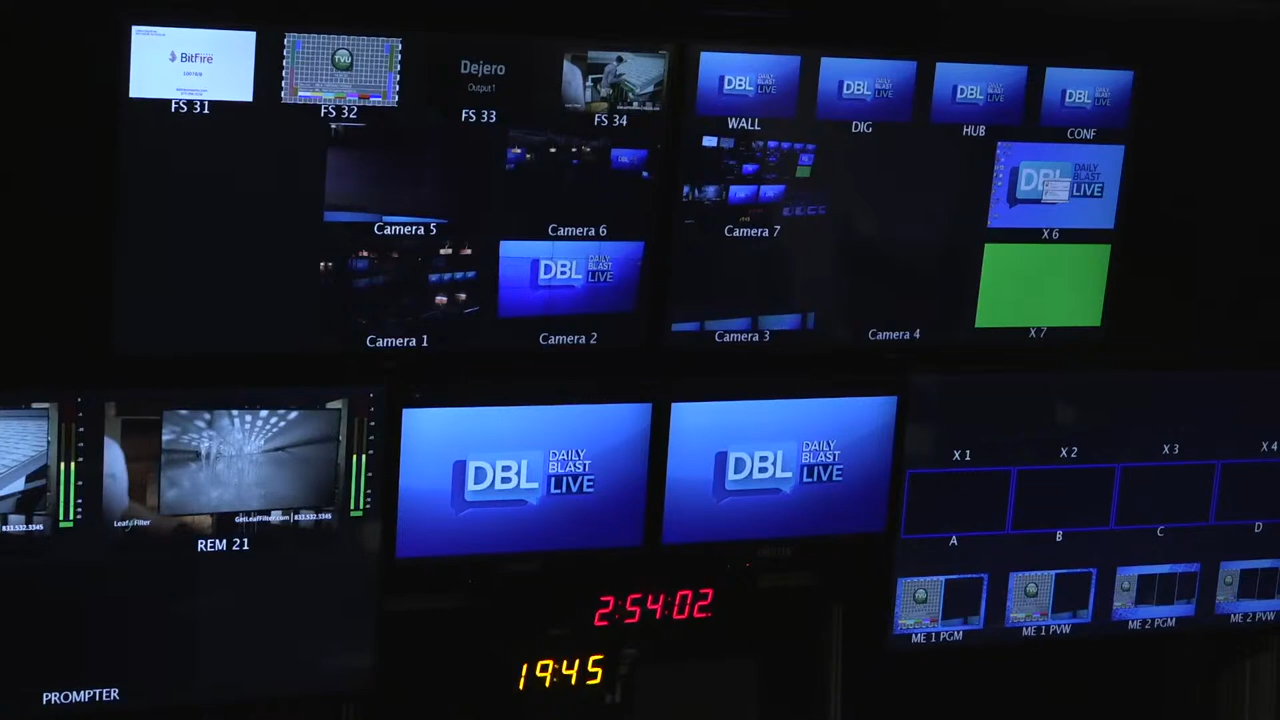 BitFire
FS 31
TVU
FS 32
Dejero
Output 1
FS 33
FS 34
DBL DAILY BLAST LIVE
WALL
DBL DAILY BLAST LIVE
DIG
DBL DAILY BLAST LIVE
HUB
DBL DAILY BLAST LIVE
CONF
Camera 5
Camera 6
Camera 7
DBL DAILY BLAST LIVE
X 6
Camera 1
DBL DAILY BLAST LIVE
Camera 2
Camera 3
Camera 4
X 7
833.532.3345
LeafFilter
GetLeafFilter.com | 833.532.3345
REM 21
DBL
DAILY
BLAST
LIVE
DBL
DAILY
BLAST
LIVE
X 1
X 2
X 3
X 4
A
B
C
D
TVU
ME 1 PGM
TVU
ME 1 PVW
ME 2 PGM
ME 2 PVW
2:54:02
19:45
PROMPTER